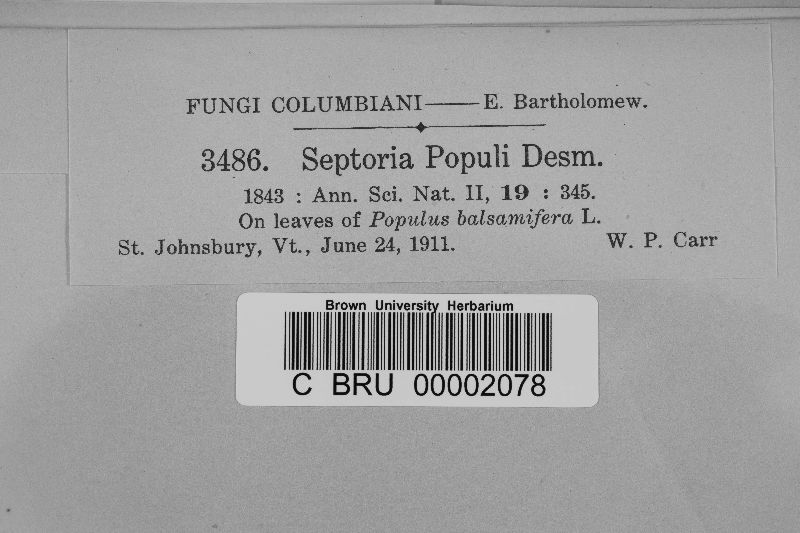 FUNGI COLUMBIANI—E. Bartholomew.
3486. Septoria Populi Desm.
1843 : Ann. Sci. Nat. II, 19 : 345.
On leaves of Populus balsamifera L.
St. Johnsbury, Vt., June 24, 1911. W. P. Carr
Brown University Herbarium
C BRU 00002078